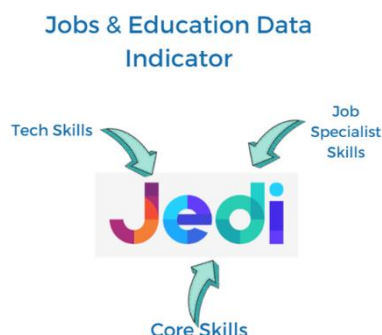 Jobs & Education Data
Indicator
Tech Skills
Job
Specialist
Skills
Jedi
Core Skills